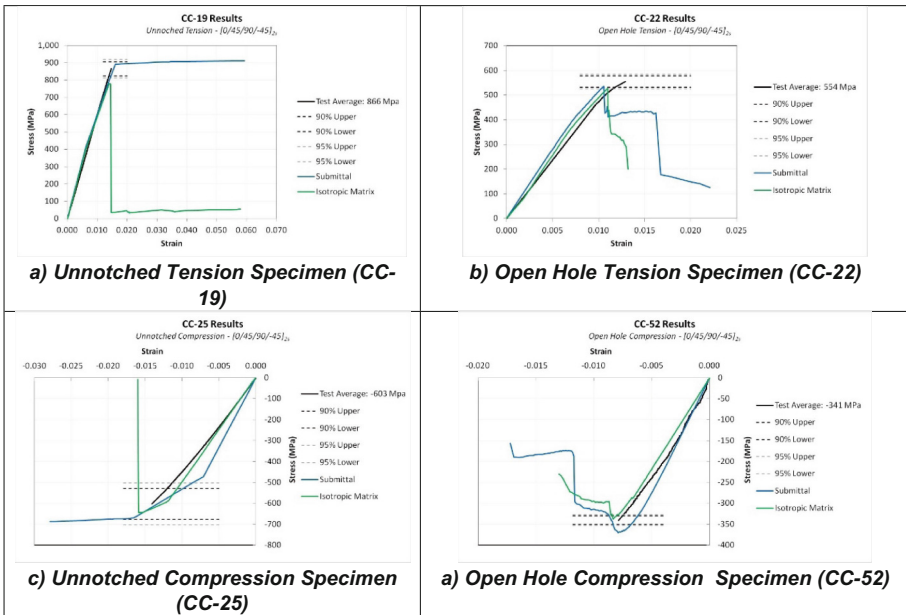 CC-19 Results
Unnoched Tension - [0/45/90/-45]2s
1,000
900
800
700
600
500
400
300
200
100
0
Stress (MPa)
0.000 0.010 0.020 0.030 0.040 0.050 0.060 0.070
Strain
Test Average: 866 Mpa
90% Upper
90% Lower
95% Upper
95% Lower
Submittal
Isotropic Matrix
a) Unnotched Tension Specimen (CC-
19)
CC-22 Results
Open Hole Tension - [0/45/90/-45]2s
700
600
500
400
300
200
100
0
Stress (MPa)
0.000 0.005 0.010 0.015 0.020 0.025
Strain
Test Average: 554 MPa
90% Upper
90% Lower
95% Upper
95% Lower
Submittal
Isotropic Matrix
b) Open Hole Tension Specimen (CC-22)
CC-25 Results
Unnotched Compression - [0/45/90/-45]2s
Strain
-0.030 -0.025 -0.020 -0.015 -0.010 -0.005 0.000
0
-100
-200
-300
-400
-500
-600
-700
-800
Stress (MPa)
Test Average: -603 Mpa
90% Upper
90% Lower
95% Upper
95% Lower
Submittal
Isotropic Matrix
c) Unnotched Compression Specimen
(CC-25)
CC-52 Results
Open Hole Compression - [0/45/90/-45]2s
Strain
-0.020 -0.015 -0.010 -0.005 0.000
0
-50
-100
-150
-200
-250
-300
-350
-400
Stress (MPa)
Test Average: -341 MPa
90% Upper
90% Lower
95% Upper
95% Lower
Submittal
Isotropic Matrix
a) Open Hole Compression Specimen (CC-52)